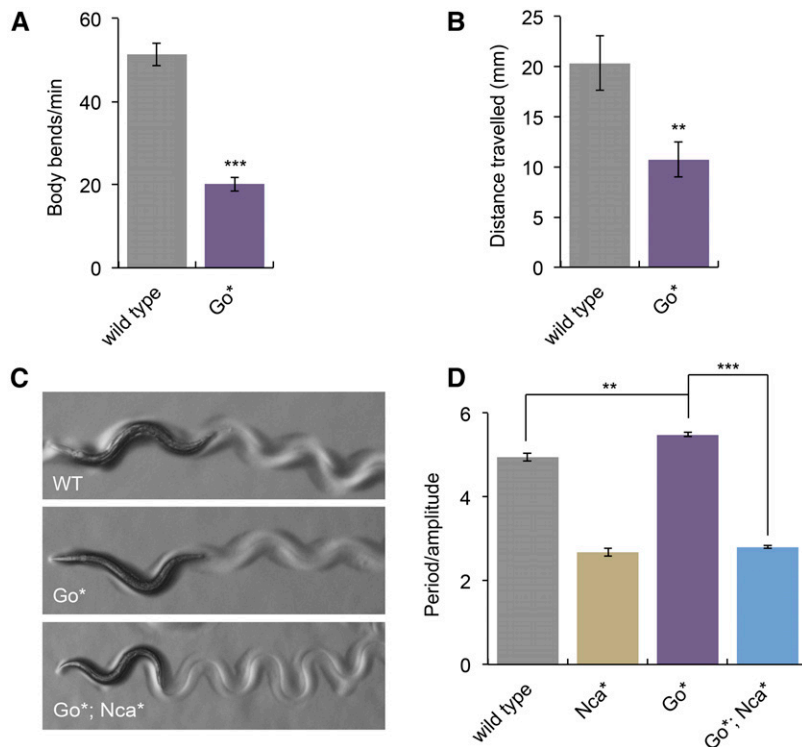 A
Body bends/min
60
40
20
0
***
wild type
Go*
B
Distance travelled (mm)
25
20
15
10
5
0
**
wild type
Go*
C
WT
Go*
Go*; Nca*
D
Period/amplitude
6
4
2
0
**
***
wild type
Nca*
Go*
Go*; Nca*